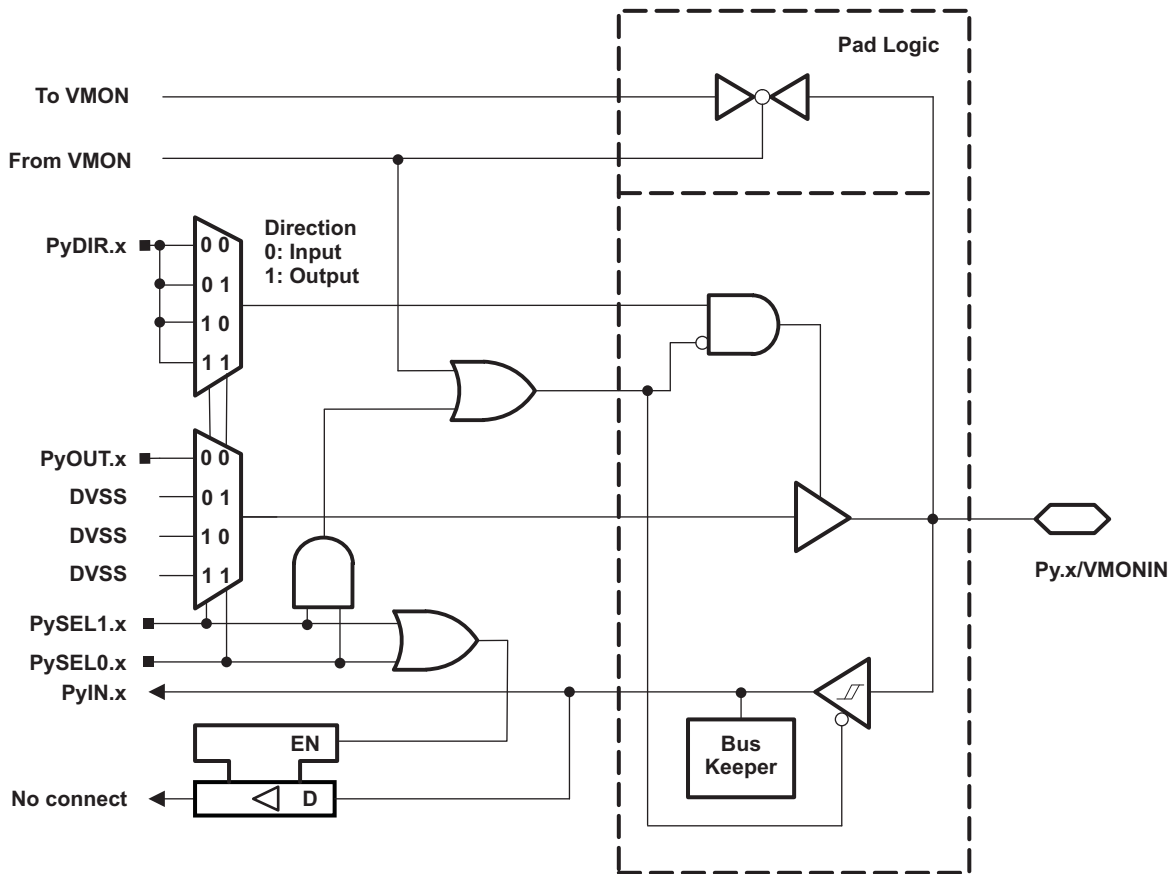 Pad Logic
To VMON
From VMON
PyDIR.x
0 0
0 1
1 0
1 1
Direction
0: Input
1: Output
PyOUT.x
DVSS
DVSS
DVSS
0 0
0 1
1 0
1 1
Py.x/VMONIN
PySEL1.x
PySEL0.x
PyIN.x
EN
D
No connect
Bus
Keeper